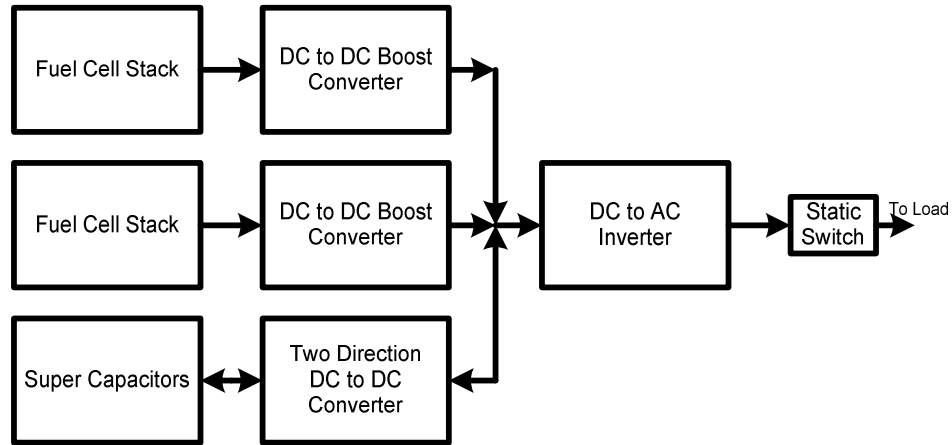 Fuel Cell Stack
DC to DC Boost
Converter
Fuel Cell Stack
DC to DC Boost
Converter
DC to AC
Inverter
Static
Switch
To Load
Super Capacitors
Two Direction
DC to DC
Converter